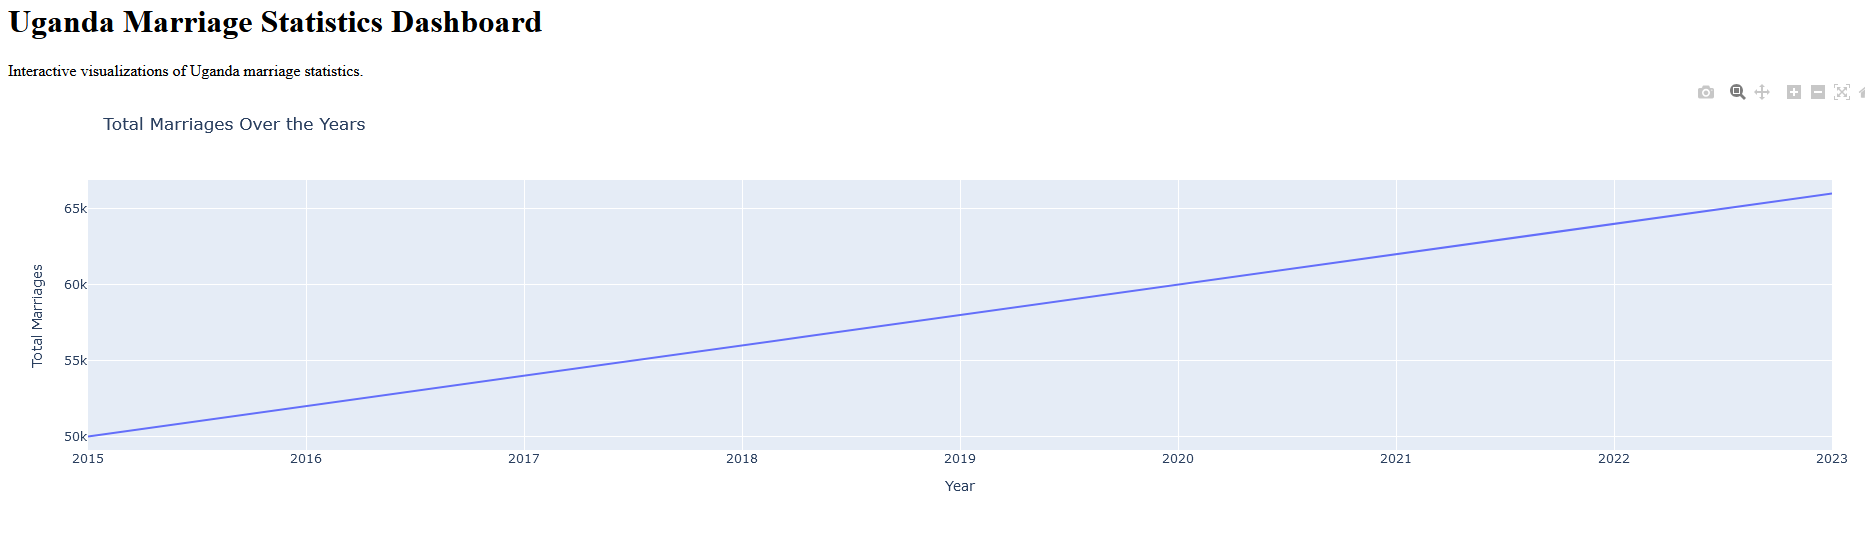 Uganda Marriage Statistics Dashboard
Interactive visualizations of Uganda marriage statistics.
Total Marriages Over the Years
65k
60k
55k
50k
Total Marriages
2015 2016 2017 2018 2019 2020 2021 2022 2023
Year